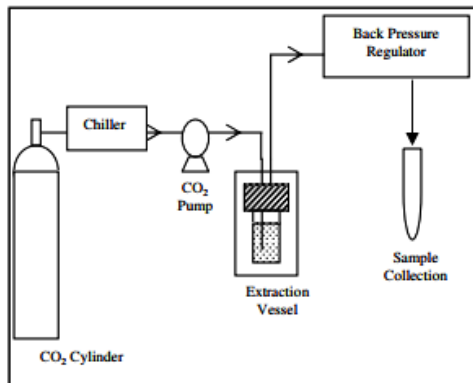 Back Pressure
Regulator
Chiller
CO₂
Pump
Extraction
Vessel
Sample
Collection
CO₂ Cylinder